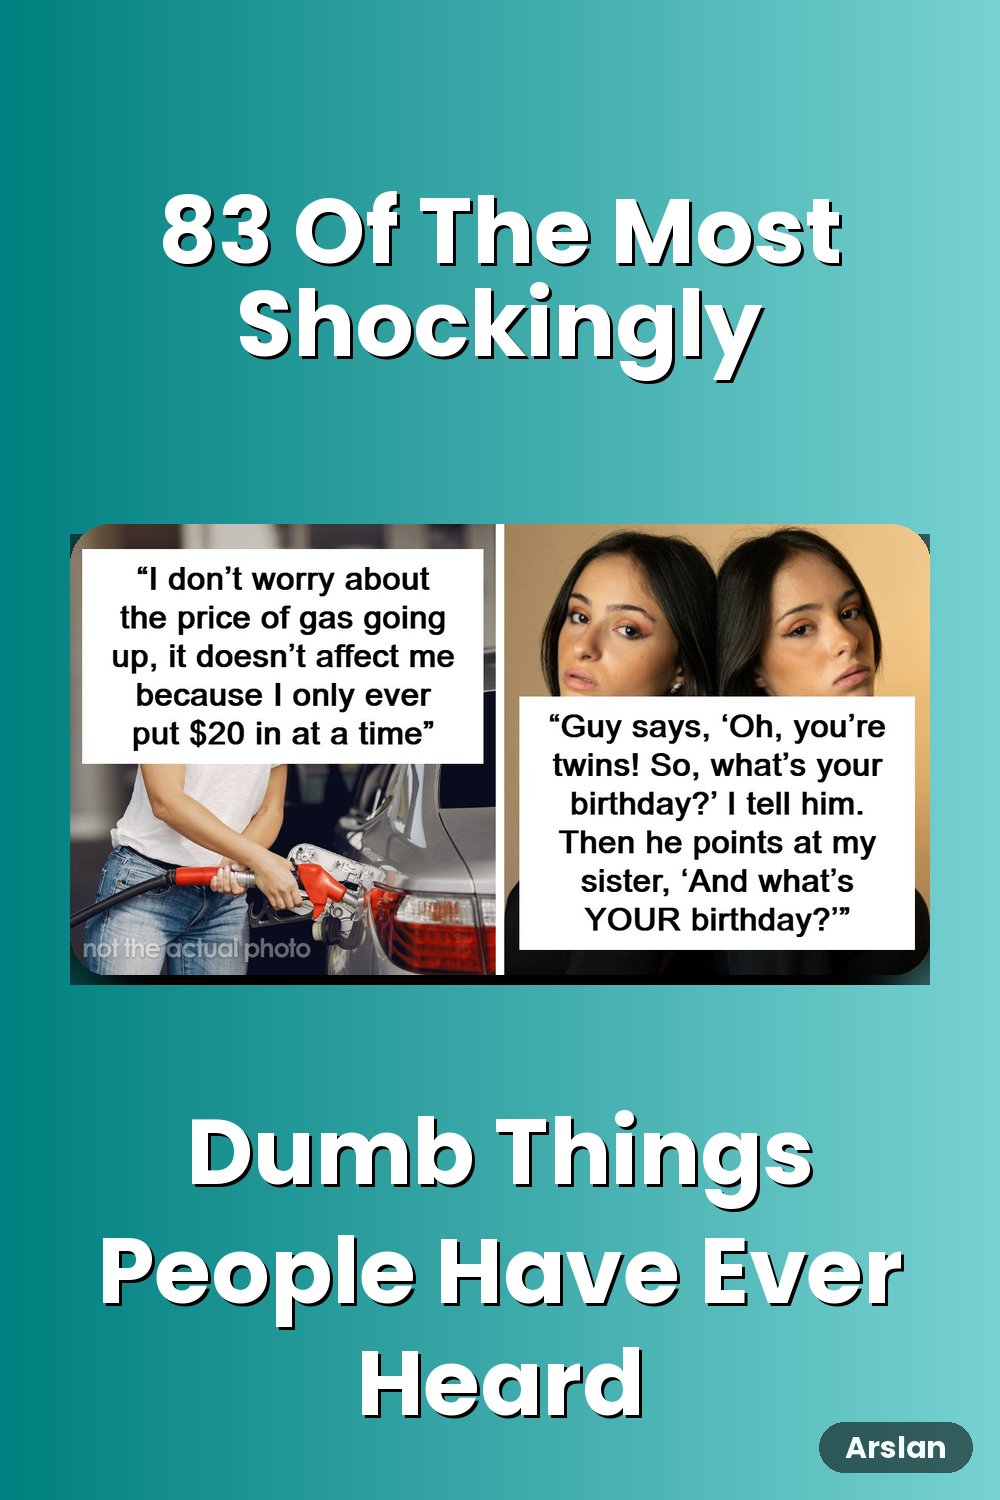 83 Of The Most
Shockingly
“I don’t worry about
the price of gas going
up, it doesn’t affect me
because I only ever
put $20 in at a time”
not the actual photo
“Guy says, ‘Oh, you’re
twins! So, what’s your
birthday?’ I tell him.
Then he points at my
sister, ‘And what’s
YOUR birthday?’”
Dumb Things
People Have Ever
Heard
Arslan